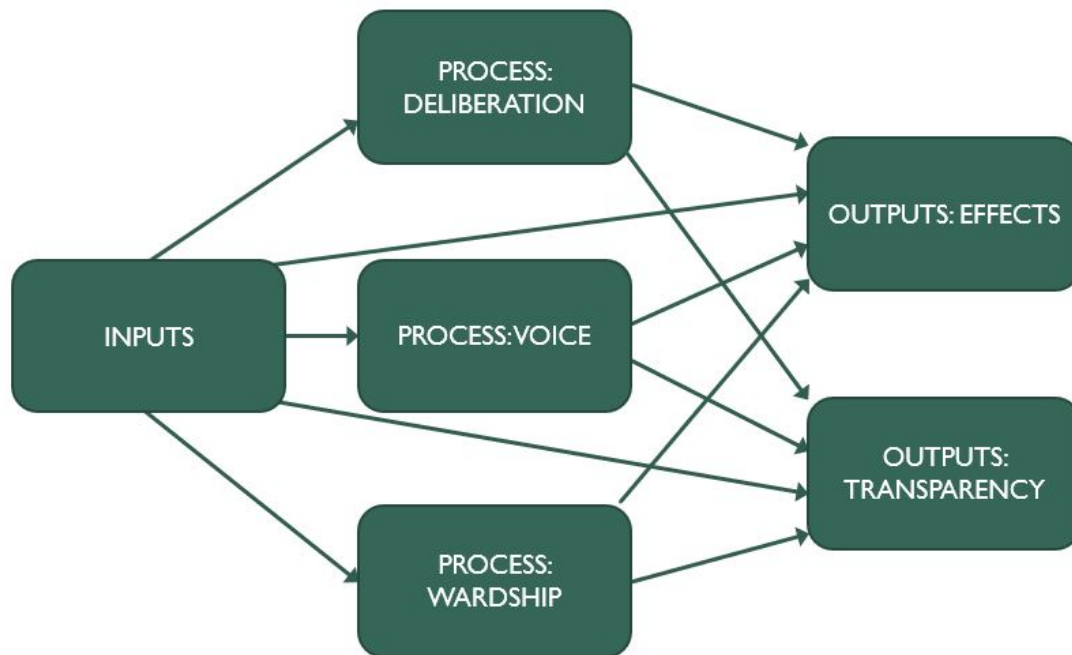 PROCESS:
DELIBERATION
OUTPUTS: EFFECTS
INPUTS
PROCESS: VOICE
OUTPUTS:
TRANSPARENCY
PROCESS:
WARDSHIP